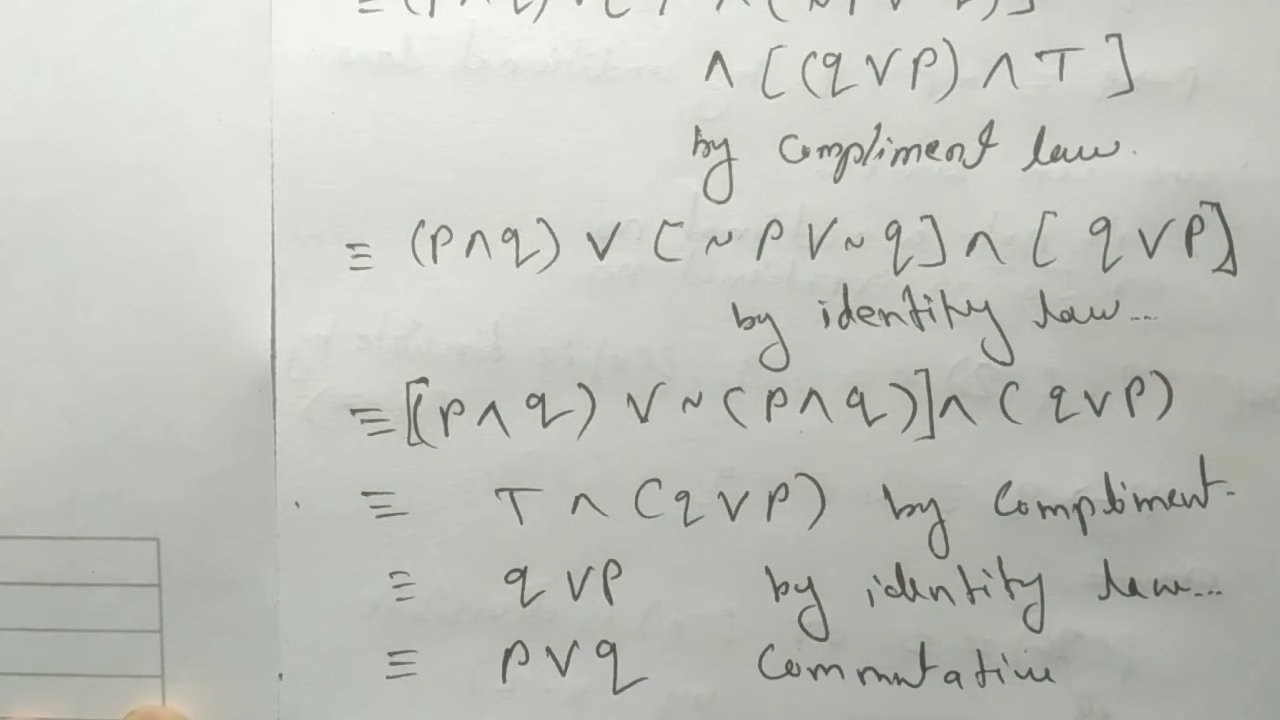 ∧ [(q ∨ p) ∧ T ]
by compliment law.
≡ (p ∧ q) ∨ [ ~ p ∨ ~ q] ∧ [ q ∨ p]
by identity law...
≡ [(p ∧ q) ∨ ~ (p ∧ q)] ∧ ( q ∨ p)
≡ T ∧ (q ∨ p) by compliment.
≡ q ∨ p by identity law...
≡ p ∨ q Commutative